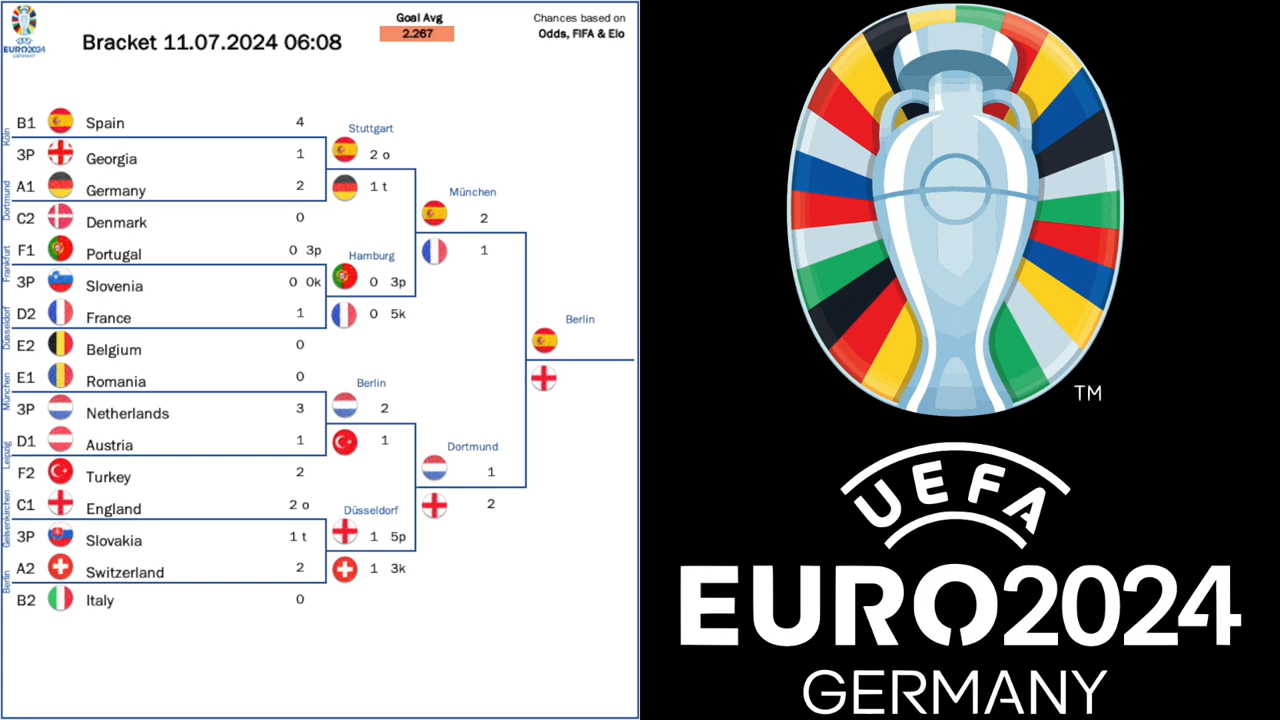 EURO2024
GERMANY
Bracket 11.07.2024 06:08
Goal Avg
2.267
Chances based on
Odds, FIFA & Elo
Köln
B1 Spain 4
3P Georgia 1
Dortmund
A1 Germany 2
C2 Denmark 0
Frankfurt
F1 Portugal 0 3p
3P Slovenia 0 0k
Düsseldorf
D2 France 1
E2 Belgium 0
München
E1 Romania 0
3P Netherlands 3
Leipzig
D1 Austria 1
F2 Turkey 2
Gelsenkirchen
C1 England 2 o
3P Slovakia 1 t
Berlin
A2 Switzerland 2
B2 Italy 0
Stuttgart
2 o
1 t
Hamburg
0 3p
0 5k
Berlin
2
1
Düsseldorf
1 5p
1 3k
München
2
1
Dortmund
1
2
Berlin
TM
UEFA
EURO2024
GERMANY